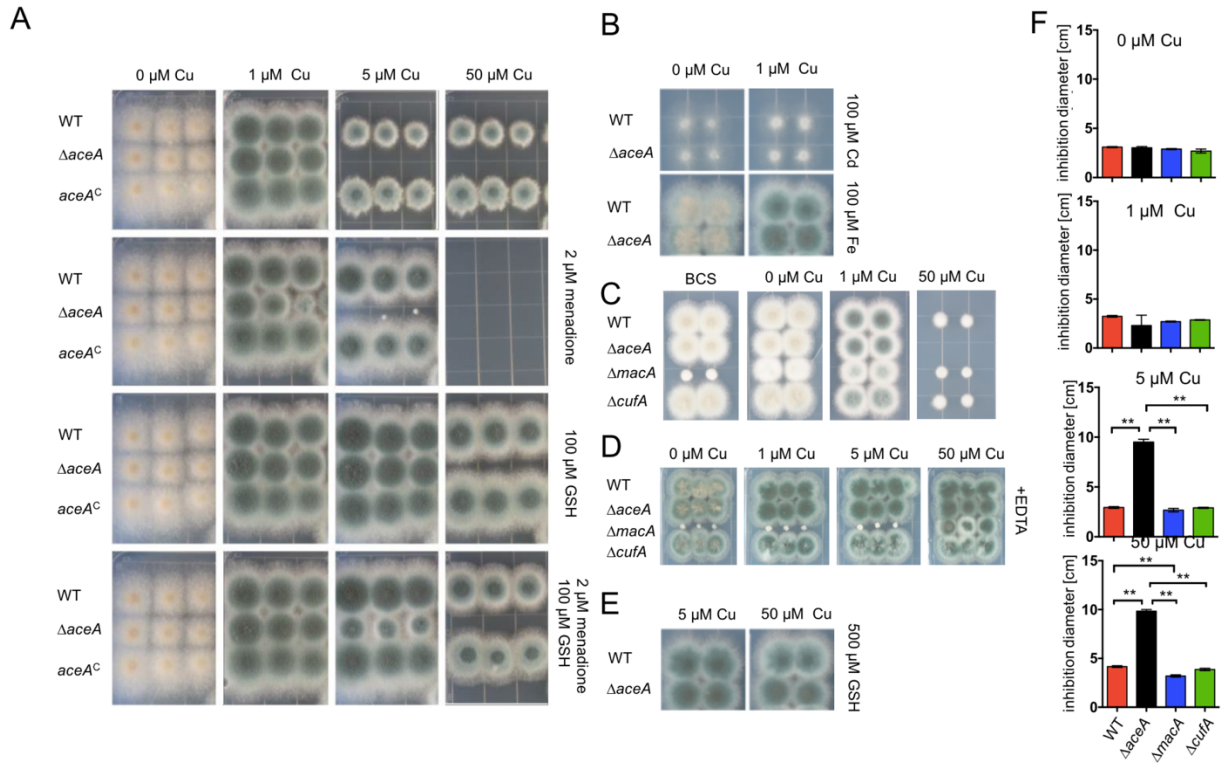 A
0 µM Cu 1 µM Cu 5 µM Cu 50 µM Cu
WT
ΔaceA
aceAᶜ
WT
ΔaceA
aceAᶜ
2 µM menadione
WT
ΔaceA
aceAᶜ
100 µM GSH
WT
ΔaceA
aceAᶜ
2 µM menadione
100 µM GSH
B
0 µM Cu 1 µM Cu
WT
ΔaceA
100 µM Cd
WT
ΔaceA
100 µM Fe
C
BCS 0 µM Cu 1 µM Cu 50 µM Cu
WT
ΔaceA
ΔmacA
ΔcufA
D
0 µM Cu 1 µM Cu 5 µM Cu 50 µM Cu
WT
ΔaceA
ΔmacA
ΔcufA
+EDTA
E
5 µM Cu 50 µM Cu
WT
ΔaceA
500 µM GSH
F
0 µM Cu
inhibition diameter [cm]
15
10
5
0
1 µM Cu
inhibition diameter [cm]
15
10
5
0
5 µM Cu
inhibition diameter [cm]
15
10
5
0
**
** **
50 µM Cu
inhibition diameter [cm]
15
10
5
0
**
**
** **
WT ΔaceA ΔmacA ΔcufA